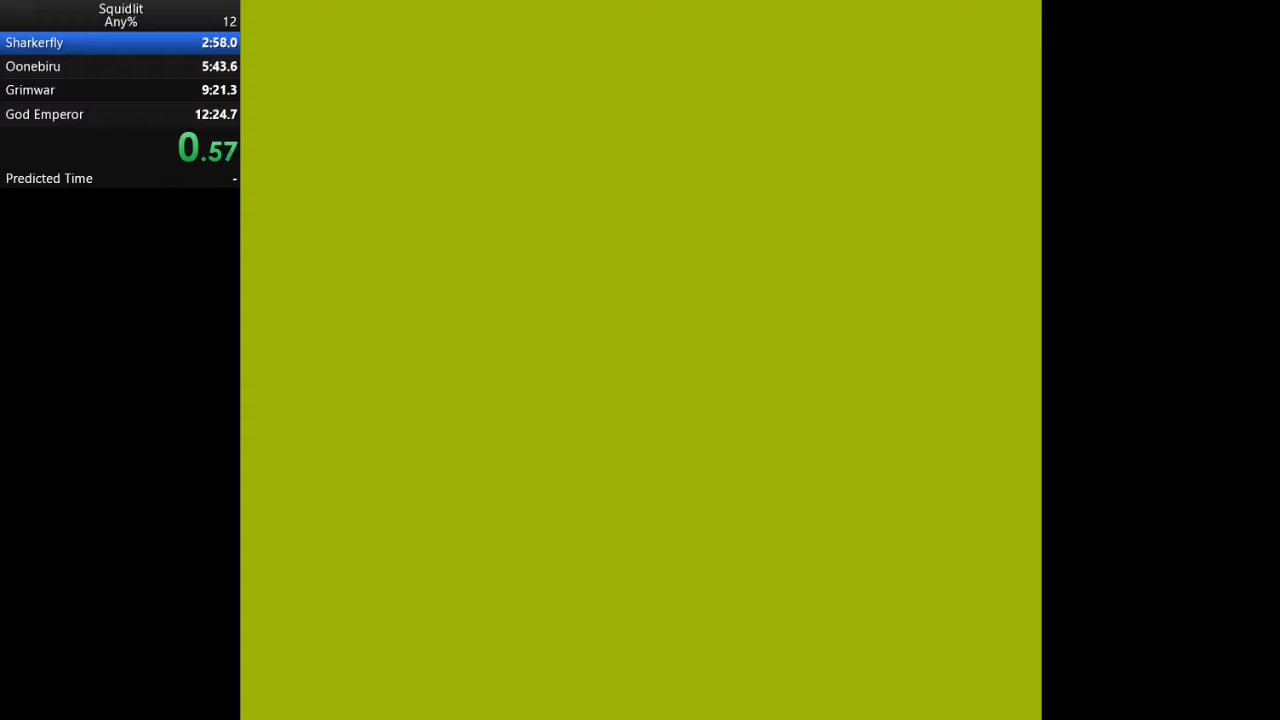 Squidlit
Any% 12
Sharkerfly 2:58.0
Oonebiru 5:43.6
Grimwar 9:21.3
God Emperor 12:24.7
0.57
Predicted Time -